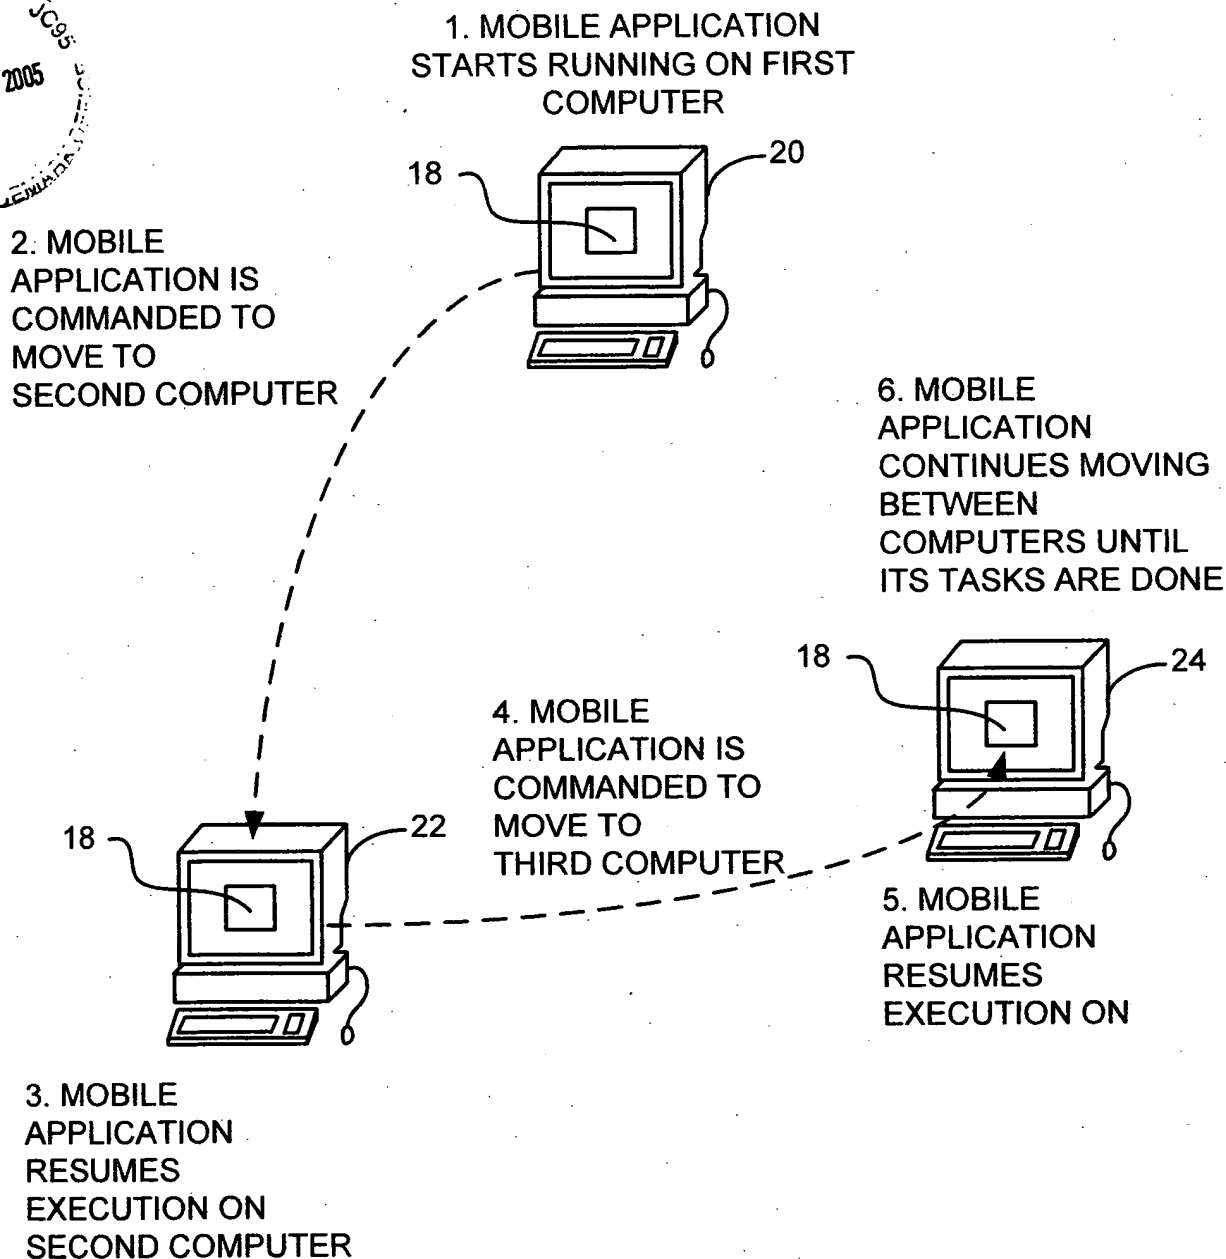 JC95
2005
1. MOBILE APPLICATION
STARTS RUNNING ON FIRST
COMPUTER
18
20
2. MOBILE
APPLICATION IS
COMMANDED TO
MOVE TO
SECOND COMPUTER
6. MOBILE
APPLICATION
CONTINUES MOVING
BETWEEN
COMPUTERS UNTIL
ITS TASKS ARE DONE
18
24
4. MOBILE
APPLICATION IS
COMMANDED TO
MOVE TO
THIRD COMPUTER
18
22
5. MOBILE
APPLICATION
RESUMES
EXECUTION ON
3. MOBILE
APPLICATION
RESUMES
EXECUTION ON
SECOND COMPUTER